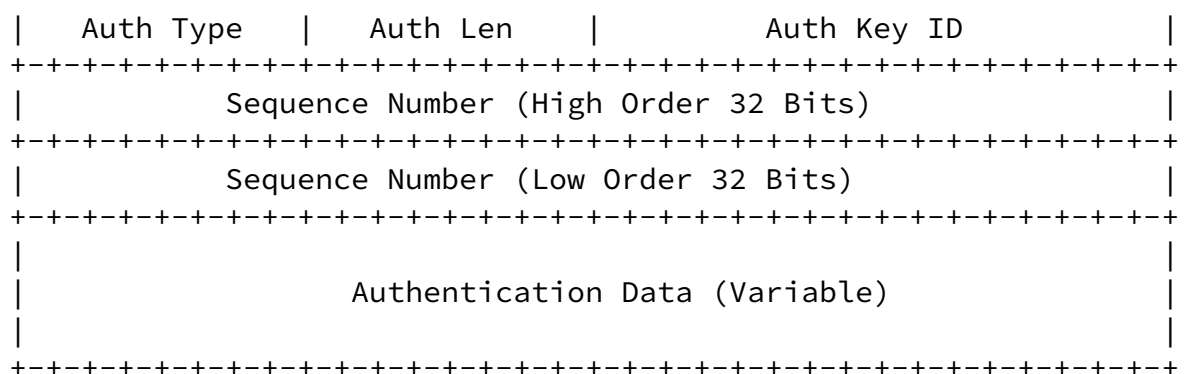 |   Auth Type   |   Auth Len    |         Auth Key ID           |
+-+-+-+-+-+-+-+-+-+-+-+-+-+-+-+-+-+-+-+-+-+-+-+-+-+-+-+-+-+-+-+-+
|           Sequence Number (High Order 32 Bits)                |
+-+-+-+-+-+-+-+-+-+-+-+-+-+-+-+-+-+-+-+-+-+-+-+-+-+-+-+-+-+-+-+-+
|           Sequence Number (Low Order 32 Bits)                 |
+-+-+-+-+-+-+-+-+-+-+-+-+-+-+-+-+-+-+-+-+-+-+-+-+-+-+-+-+-+-+-+-+
|                                                               |
|                  Authentication Data (Variable)               |
|                                                               |
+-+-+-+-+-+-+-+-+-+-+-+-+-+-+-+-+-+-+-+-+-+-+-+-+-+-+-+-+-+-+-+-+